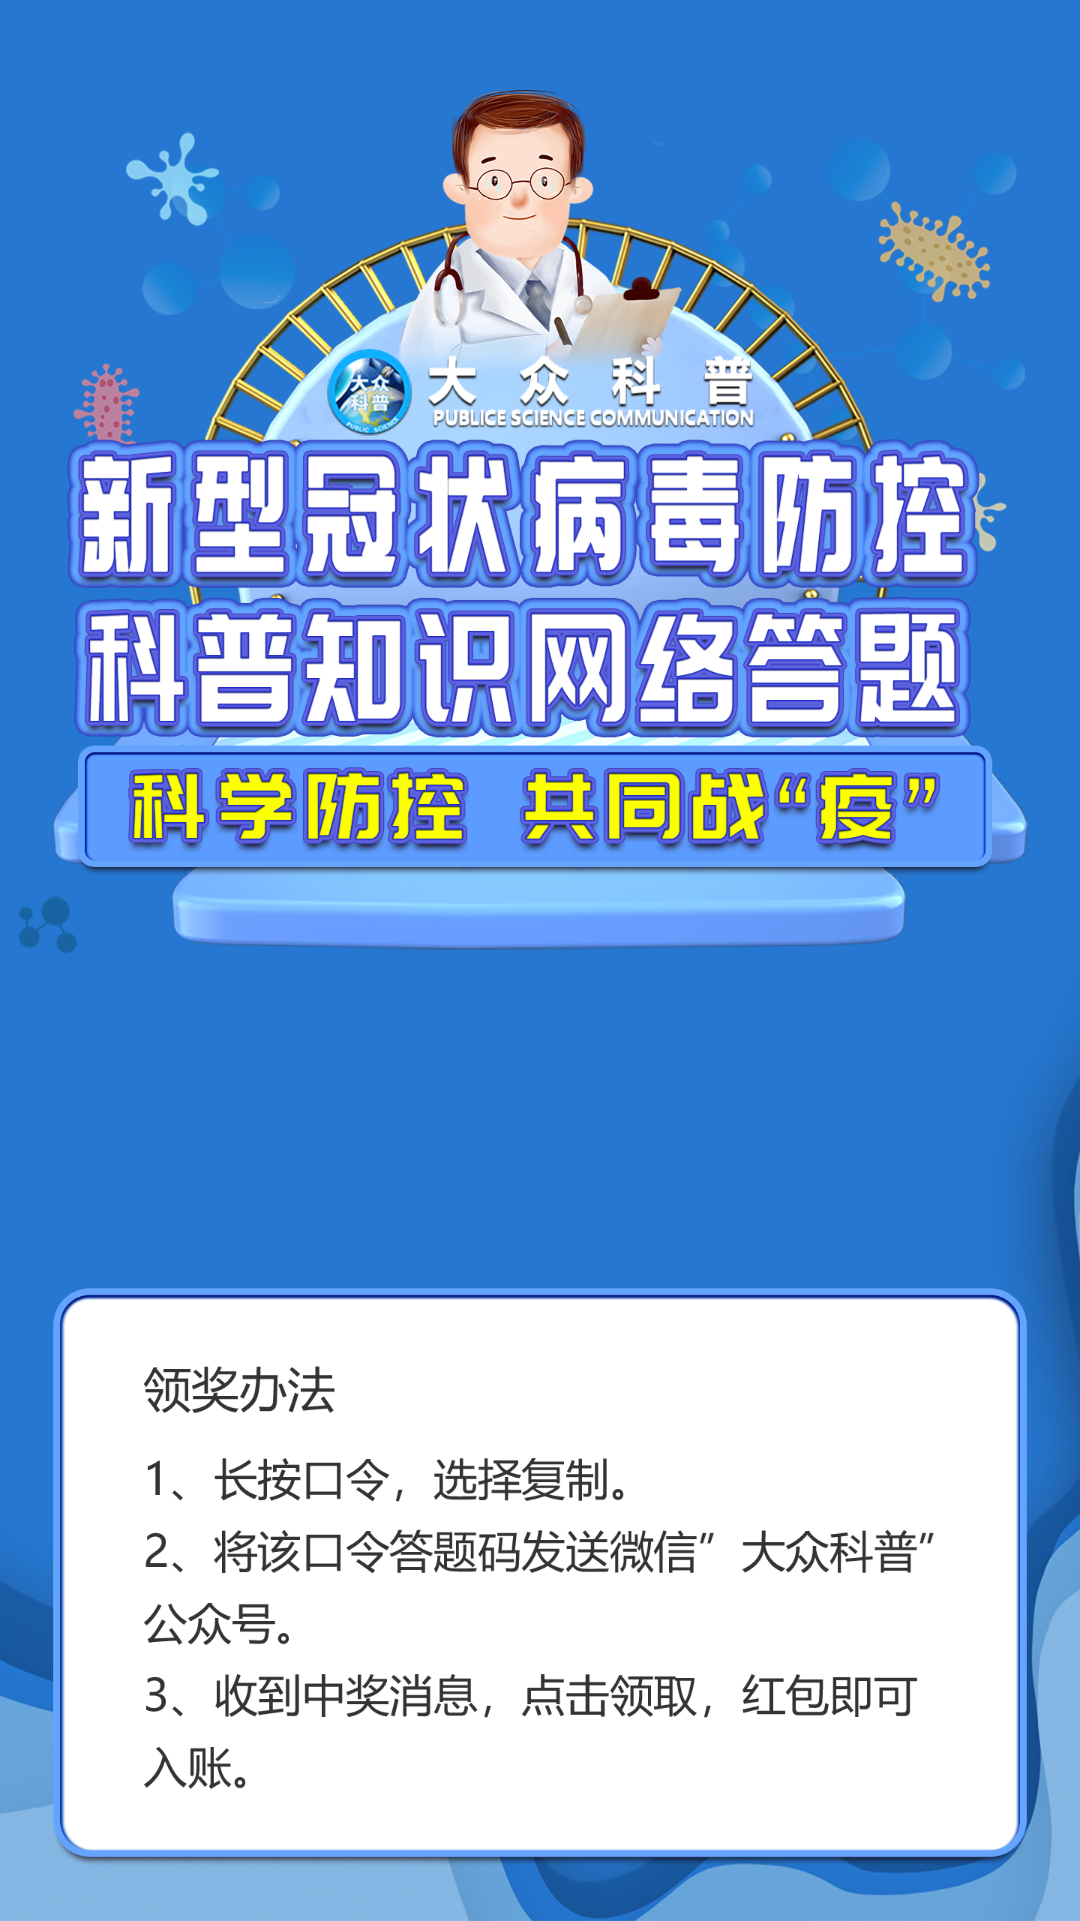 大众
科普
PUBLIC SCIENCE
大众科普
PUBLICE SCIENCE COMMUNICATION
新型冠状病毒防控
科普知识网络答题
科学防控 共同战“疫”
领奖办法
1、长按口令，选择复制。
2、将该口令答题码发送微信”大众科普”
公众号。
3、收到中奖消息，点击领取，红包即可
入账。